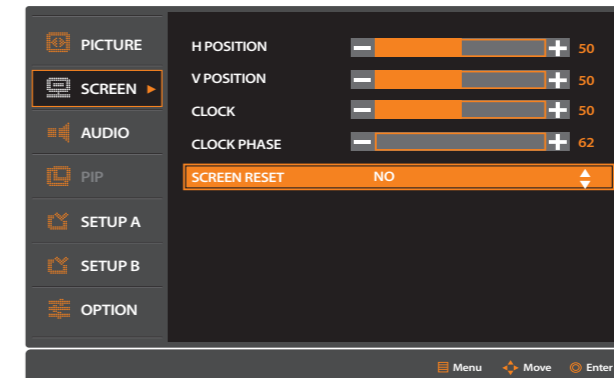 PICTURE
SCREEN
AUDIO
PIP
SETUP A
SETUP B
OPTION
H POSITION 50
V POSITION 50
CLOCK 50
CLOCK PHASE 62
SCREEN RESET NO
Menu Move Enter